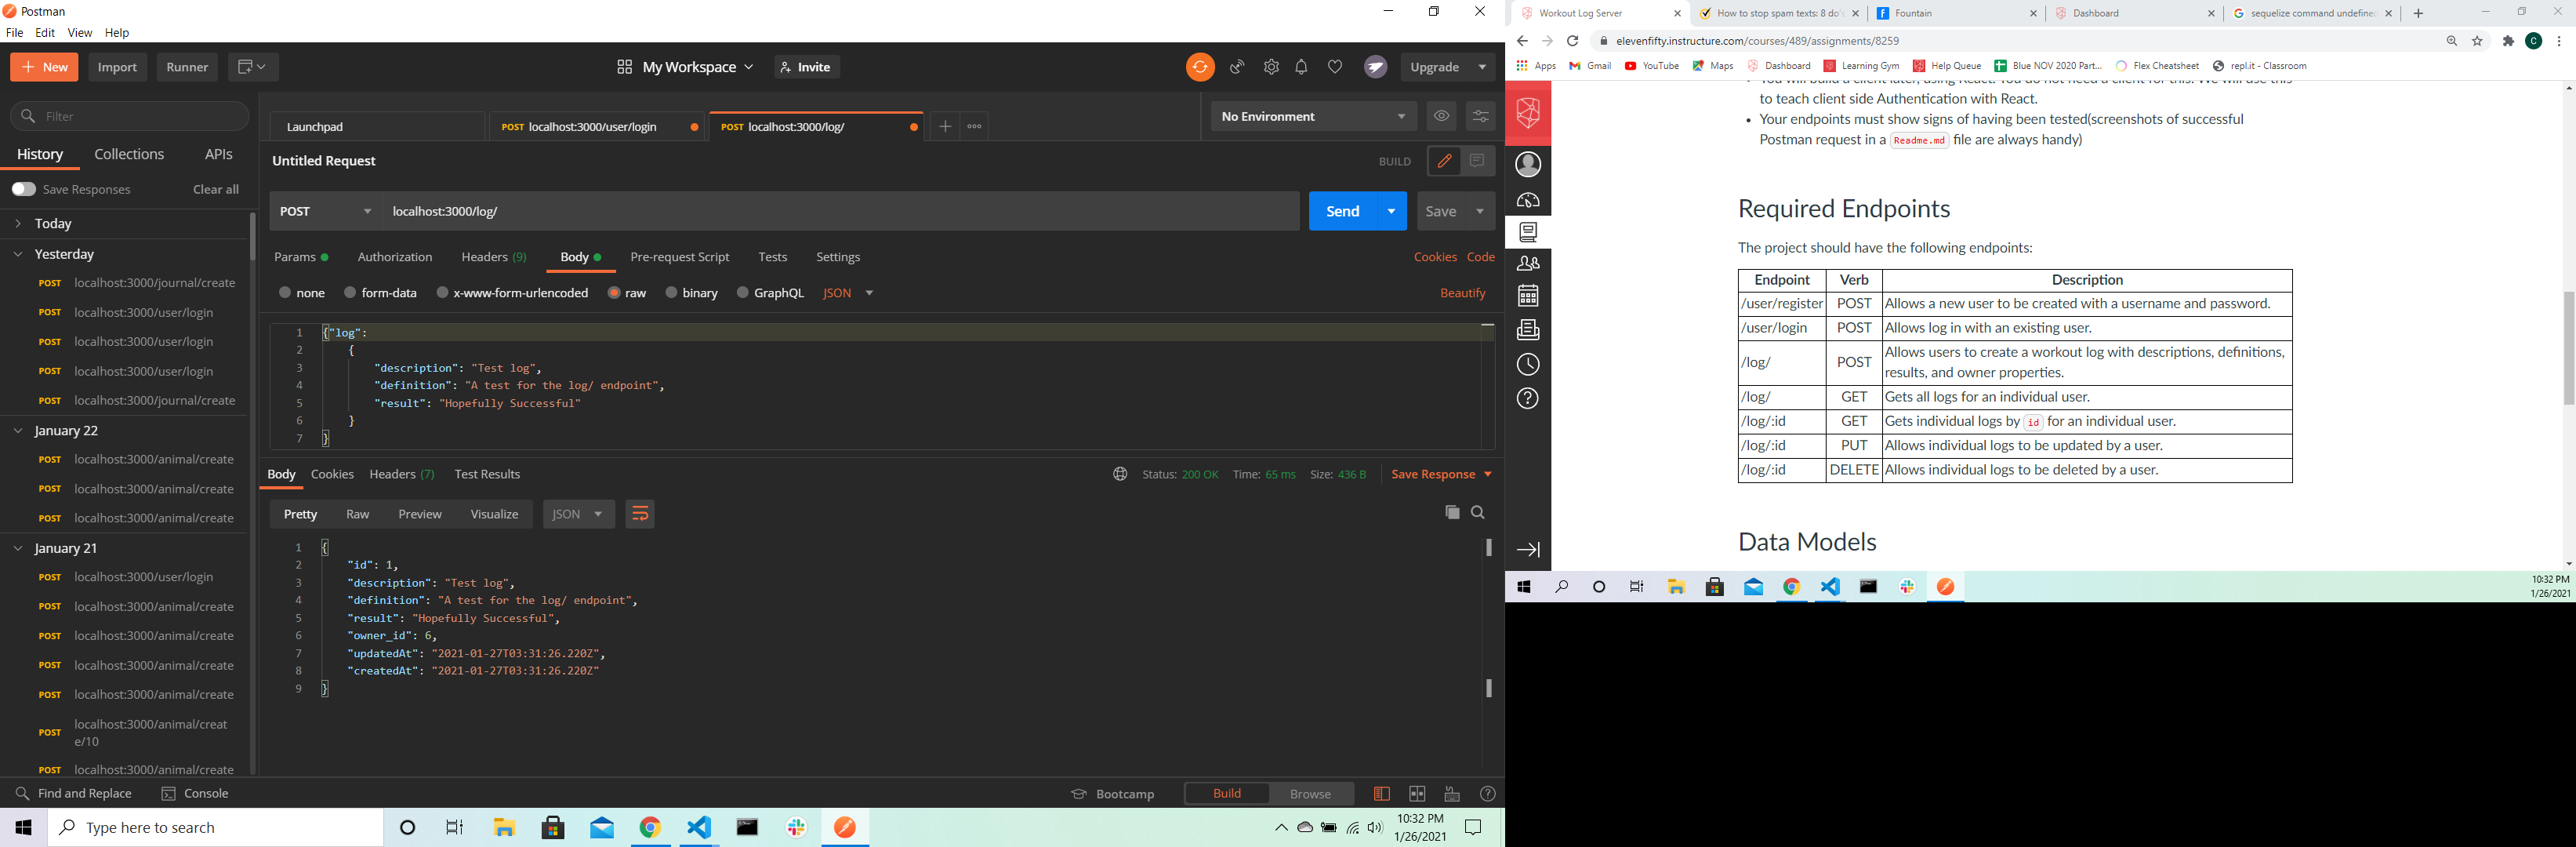 Postman
File Edit View Help
New Import Runner My Workspace Invite Upgrade
Filter
History Collections APIs
Save Responses Clear all
Today
Yesterday
POST localhost:3000/journal/create
POST localhost:3000/user/login
POST localhost:3000/user/login
POST localhost:3000/user/login
POST localhost:3000/journal/create
January 22
POST localhost:3000/animal/create
POST localhost:3000/animal/create
POST localhost:3000/animal/create
January 21
POST localhost:3000/user/login
POST localhost:3000/animal/create
POST localhost:3000/animal/create
POST localhost:3000/animal/create
POST localhost:3000/animal/create
POST localhost:3000/animal/creat
e/10
POST localhost:3000/animal/create
Launchpad POST localhost:3000/user/login POST localhost:3000/log/ No Environment
Untitled Request BUILD
POST localhost:3000/log/ Send Save
Params Authorization Headers (9) Body Pre-request Script Tests Settings Cookies Code
none form-data x-www-form-urlencoded raw binary GraphQL JSON Beautify
1 {"log":
2 {
3 "description": "Test log",
4 "definition": "A test for the log/ endpoint",
5 "result": "Hopefully Successful"
6 }
7 }
Body Cookies Headers (7) Test Results Status: 200 OK Time: 65 ms Size: 436 B Save Response
Pretty Raw Preview Visualize JSON
1 {
2 "id": 1,
3 "description": "Test log",
4 "definition": "A test for the log/ endpoint",
5 "result": "Hopefully Successful",
6 "owner_id": 6,
7 "updatedAt": "2021-01-27T03:31:26.220Z",
8 "createdAt": "2021-01-27T03:31:26.220Z"
9 }
Find and Replace Console Bootcamp Build Browse
Type here to search
10:32 PM
1/26/2021
Workout Log Server How to stop spam texts: 8 do' Fountain Dashboard sequelize command undefined
elevenfifty.instructure.com/courses/489/assignments/8259
Apps Gmail YouTube Maps Dashboard Learning Gym Help Queue Blue NOV 2020 Part... Flex Cheatsheet repl.it - Classroom
You will build a client later, using React. You do not need a client for this. We will use this
to teach client side Authentication with React.
• Your endpoints must show signs of having been tested(screenshots of successful
Postman request in a Readme.md file are always handy)
Required Endpoints
The project should have the following endpoints:
Endpoint Verb Description
/user/register POST Allows a new user to be created with a username and password.
/user/login POST Allows log in with an existing user.
/log/ POST Allows users to create a workout log with descriptions, definitions,
results, and owner properties.
/log/ GET Gets all logs for an individual user.
/log/:id GET Gets individual logs by id for an individual user.
/log/:id PUT Allows individual logs to be updated by a user.
/log/:id DELETE Allows individual logs to be deleted by a user.
Data Models
10:32 PM
1/26/2021